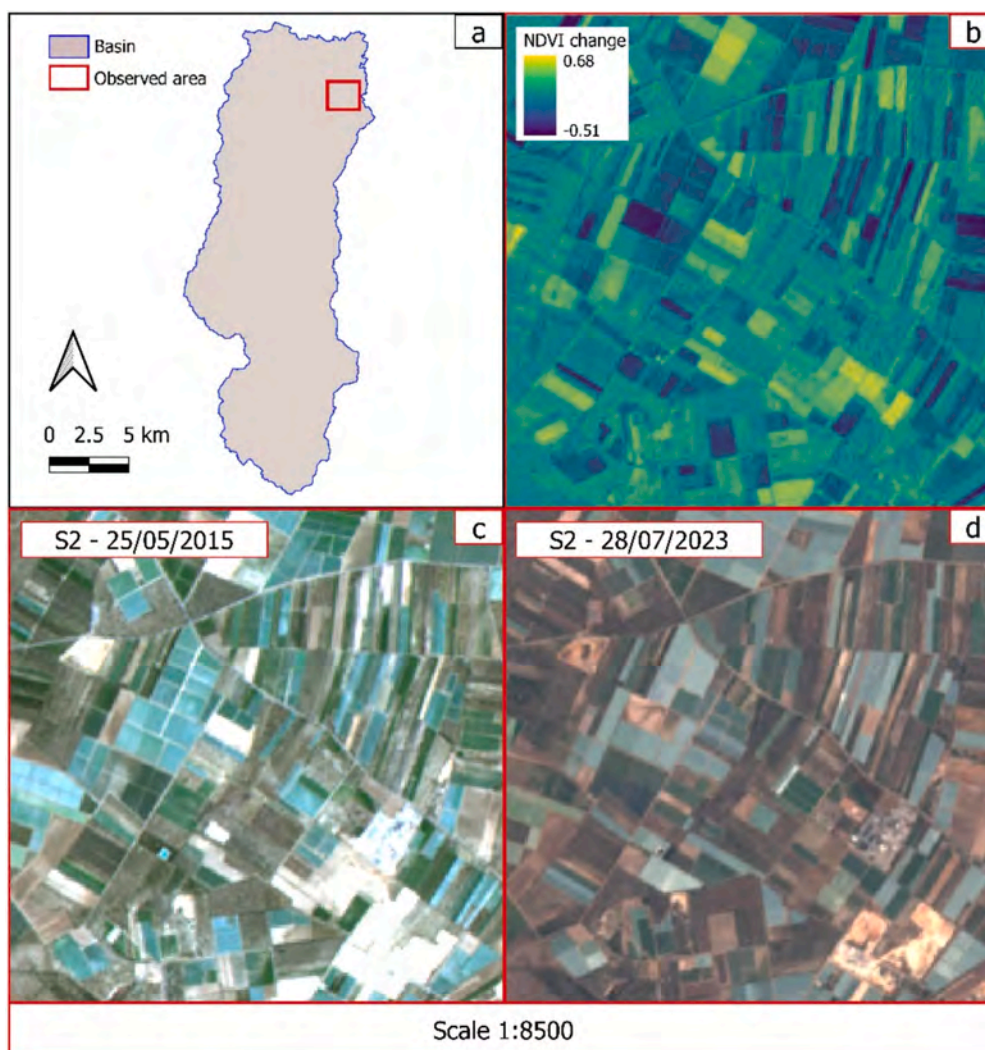 a
Basin
Observed area
0 2.5 5 km
b
NDVI change
0.68
-0.51
c
S2 - 25/05/2015
d
S2 - 28/07/2023
Scale 1:8500